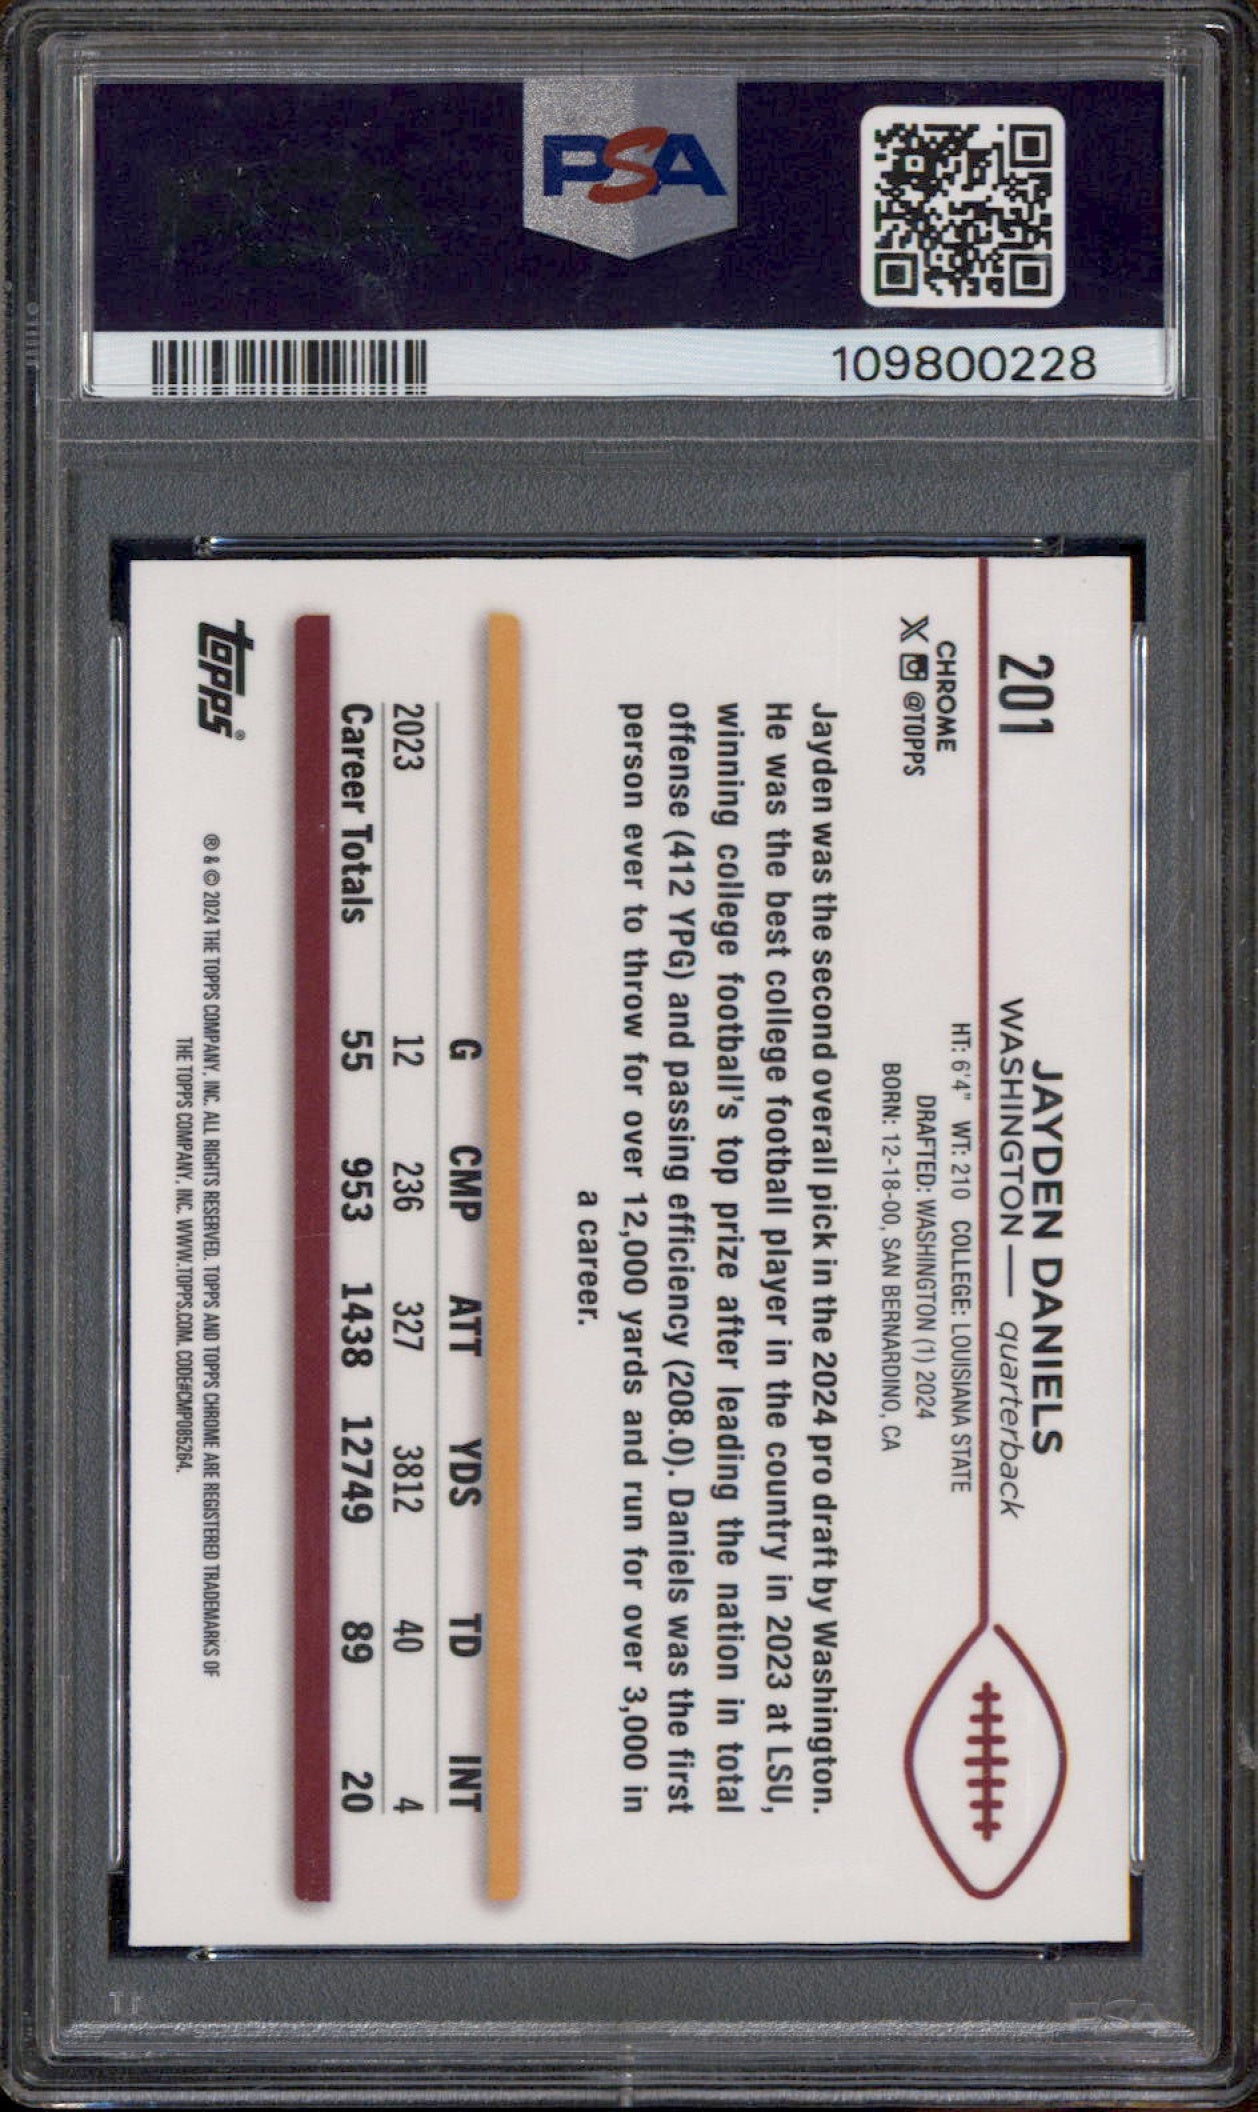 PSA
109800228
201
JAYDEN DANIELS
WASHINGTON — quarterback
CHROME
X @TOPPS
HT: 6'4" WT: 210 COLLEGE: LOUISIANA STATE
DRAFTED: WASHINGTON (1) 2024
BORN: 12-18-00, SAN BERNARDINO, CA
Jayden was the second overall pick in the 2024 pro draft by Washington.
He was the best college football player in the country in 2023 at LSU,
winning college football's top prize after leading the nation in total
offense (412 YPG) and passing efficiency (208.0). Daniels was the first
person ever to throw for over 12,000 yards and run for over 3,000 in
a career.
G CMP ATT YDS TD INT
2023 12 236 327 3812 40 4
Career Totals 55 953 1438 12749 89 20
topps®
® & © 2024 THE TOPPS COMPANY, INC. ALL RIGHTS RESERVED. TOPPS AND TOPPS CHROME ARE REGISTERED TRADEMARKS OF
THE TOPPS COMPANY, INC. WWW.TOPPS.COM. CODE#CMP085264.
PSA